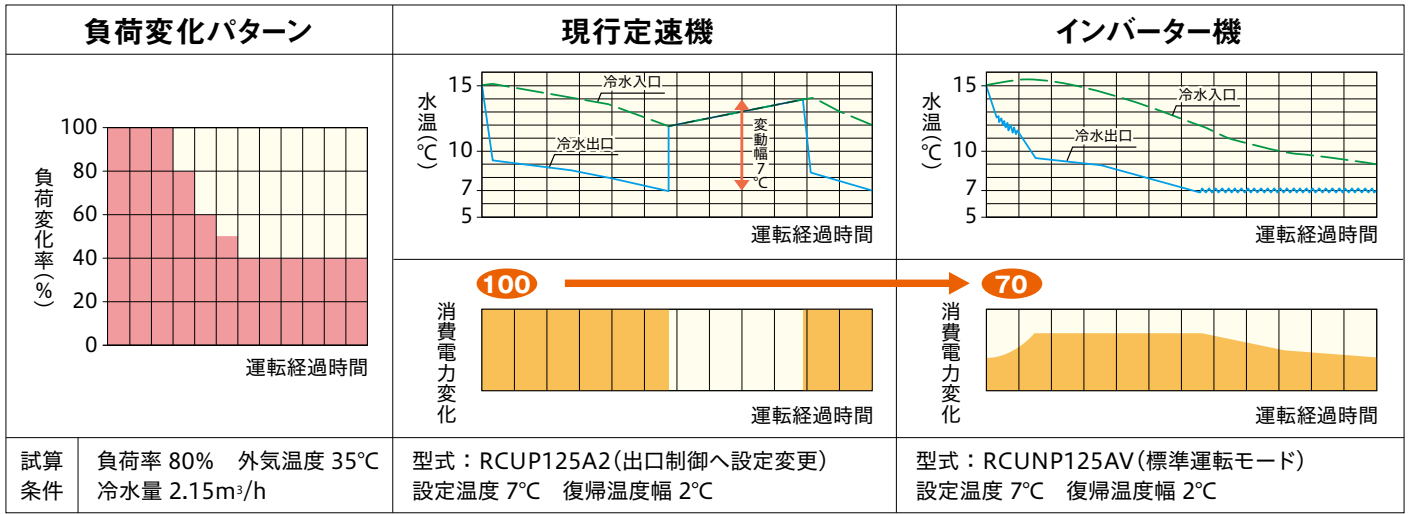 負荷変化パターン
現行定速機
インバーター機
負荷変化率(%)
100
80
60
40
20
0
運転経過時間
水温(℃)
15
10
7
5
冷水入口
冷水出口
変動幅7℃
運転経過時間
水温(℃)
15
10
7
5
冷水入口
冷水出口
運転経過時間
100
消費電力変化
運転経過時間
70
消費電力変化
運転経過時間
試算
条件
負荷率 80%　外気温度 35℃
冷水量 2.15m³/h
型式：RCUP125A2(出口制御へ設定変更)
設定温度 7℃　復帰温度幅 2℃
型式：RCUNP125AV(標準運転モード)
設定温度 7℃　復帰温度幅 2℃